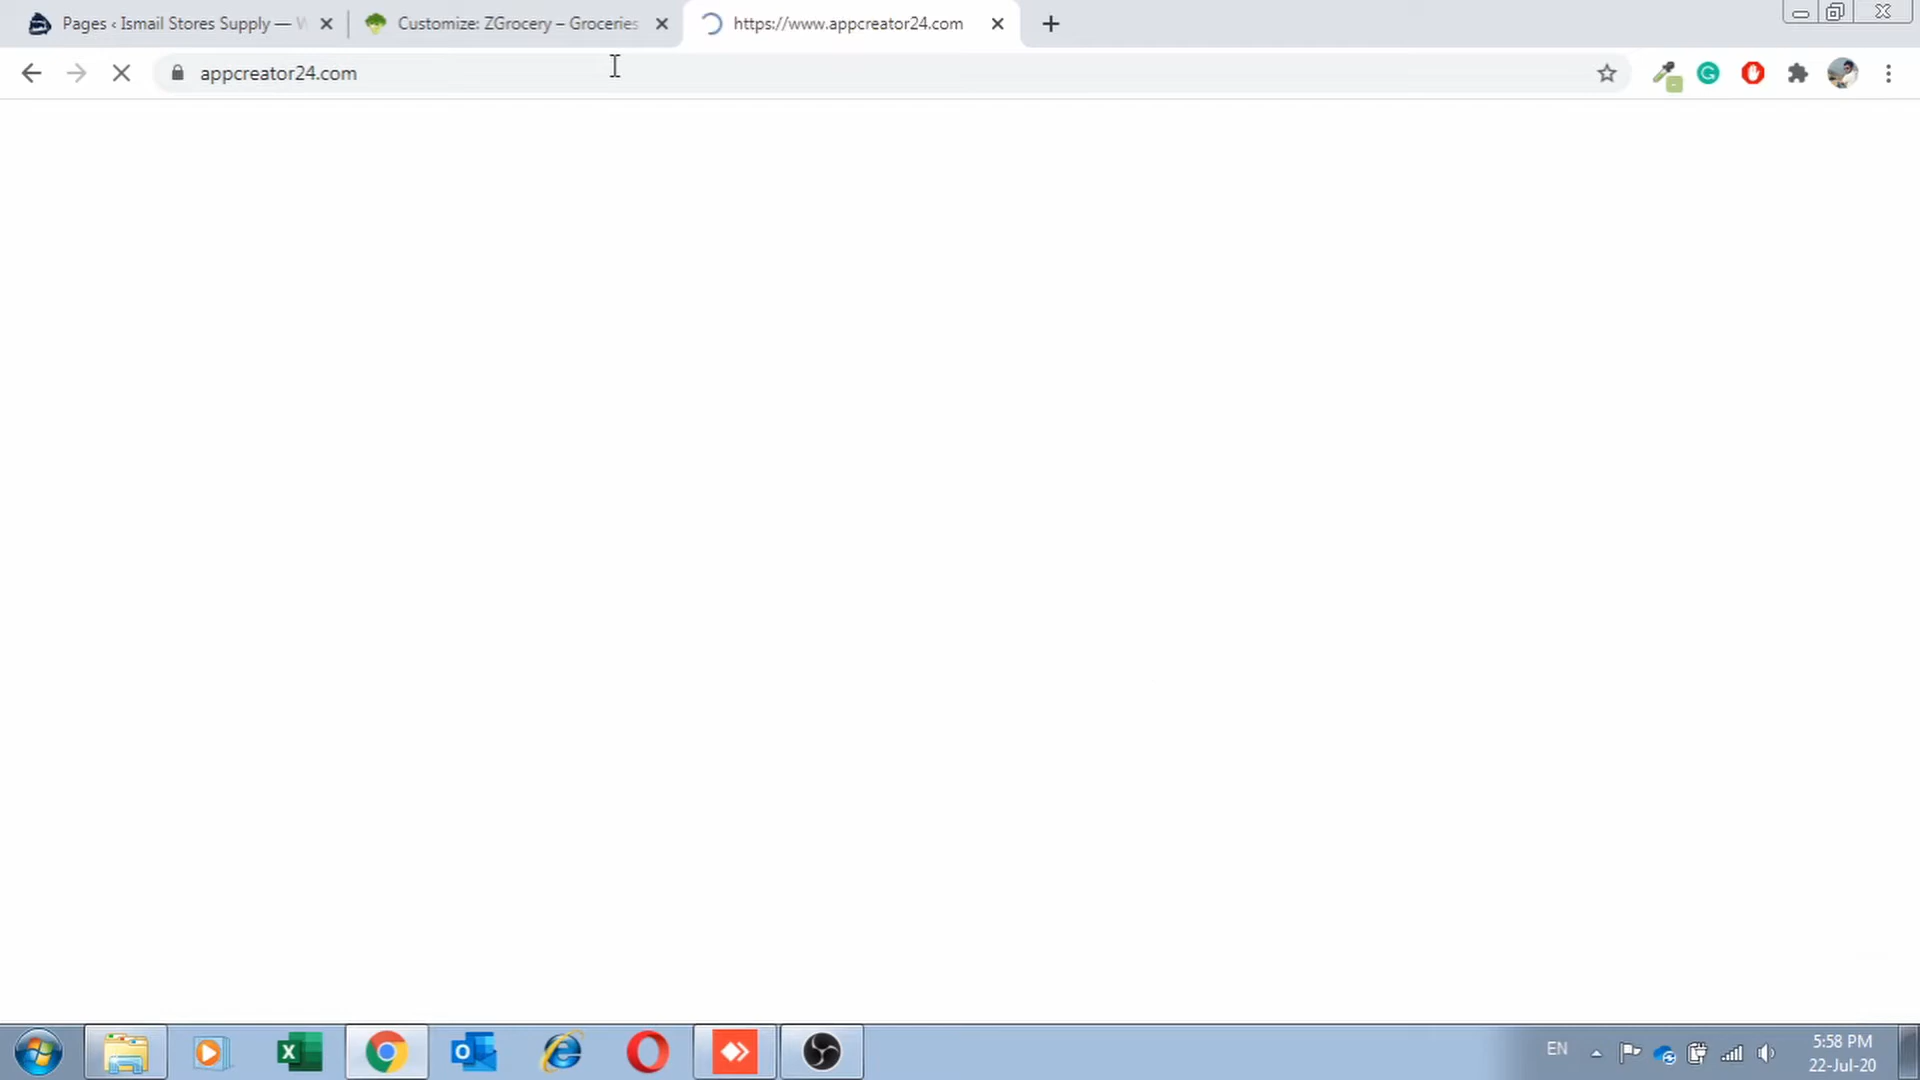 Pages ‹ Ismail Stores Supply —
Customize: ZGrocery – Groceries
https://www.appcreator24.com
appcreator24.com
EN
5:58 PM
22-Jul-20